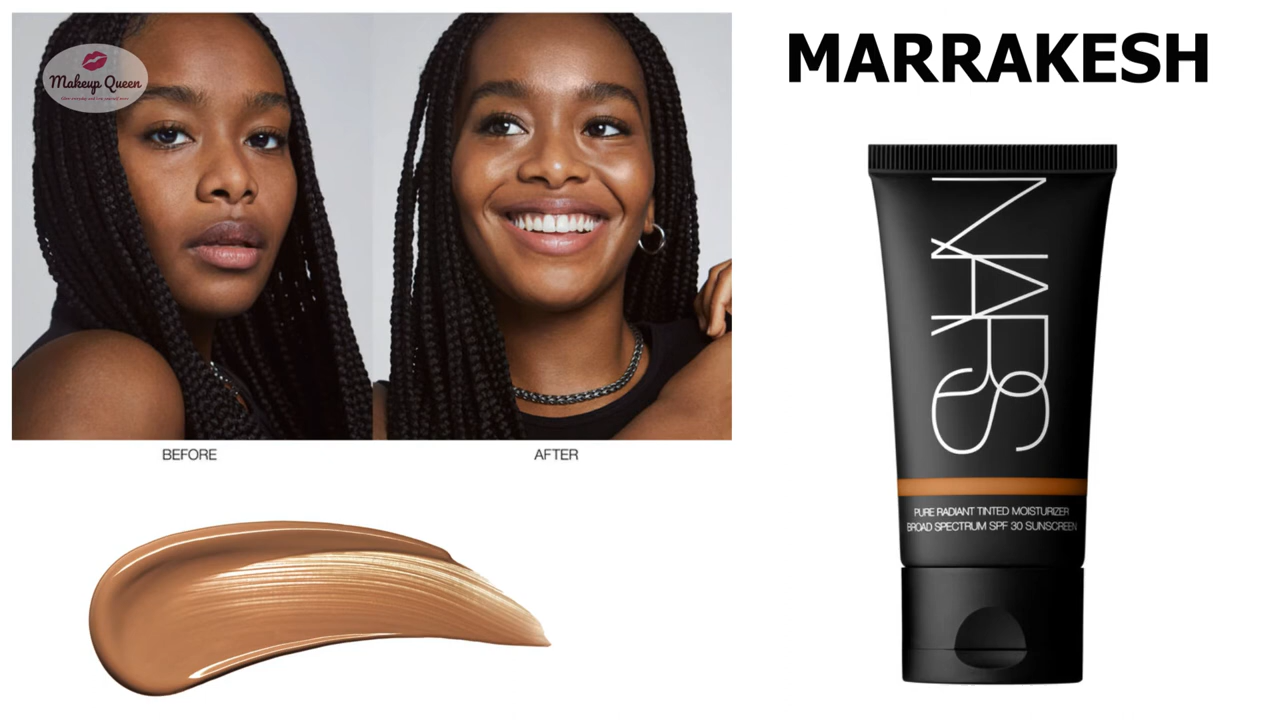 Makeup Queen
MARRAKESH
NARS
BEFORE
AFTER
PURE RADIANT TINTED MOISTURIZER
BROAD SPECTRUM SPF 30 SUNSCREEN